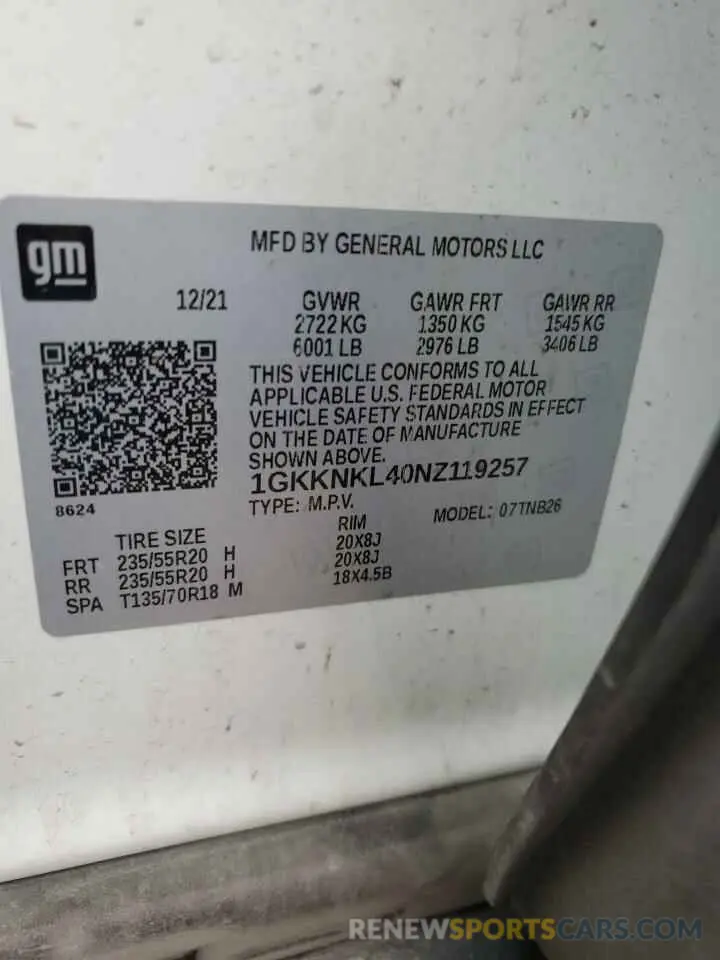 gm
MFD BY GENERAL MOTORS LLC
12/21 GVWR GAWR FRT GAWR RR
2722 KG 1350 KG 1545 KG
6001 LB 2976 LB 3406 LB
THIS VEHICLE CONFORMS TO ALL
APPLICABLE U.S. FEDERAL MOTOR
VEHICLE SAFETY STANDARDS IN EFFECT
ON THE DATE OF MANUFACTURE
SHOWN ABOVE.
1GKKNKL40NZ119257
8624
TYPE: M.P.V. MODEL: 07TNB26
TIRE SIZE RIM
FRT 235/55R20 H 20X8J
RR 235/55R20 H 20X8J
SPA T135/70R18 M 18X4.5B
RENEWSPORTSCARS.COM